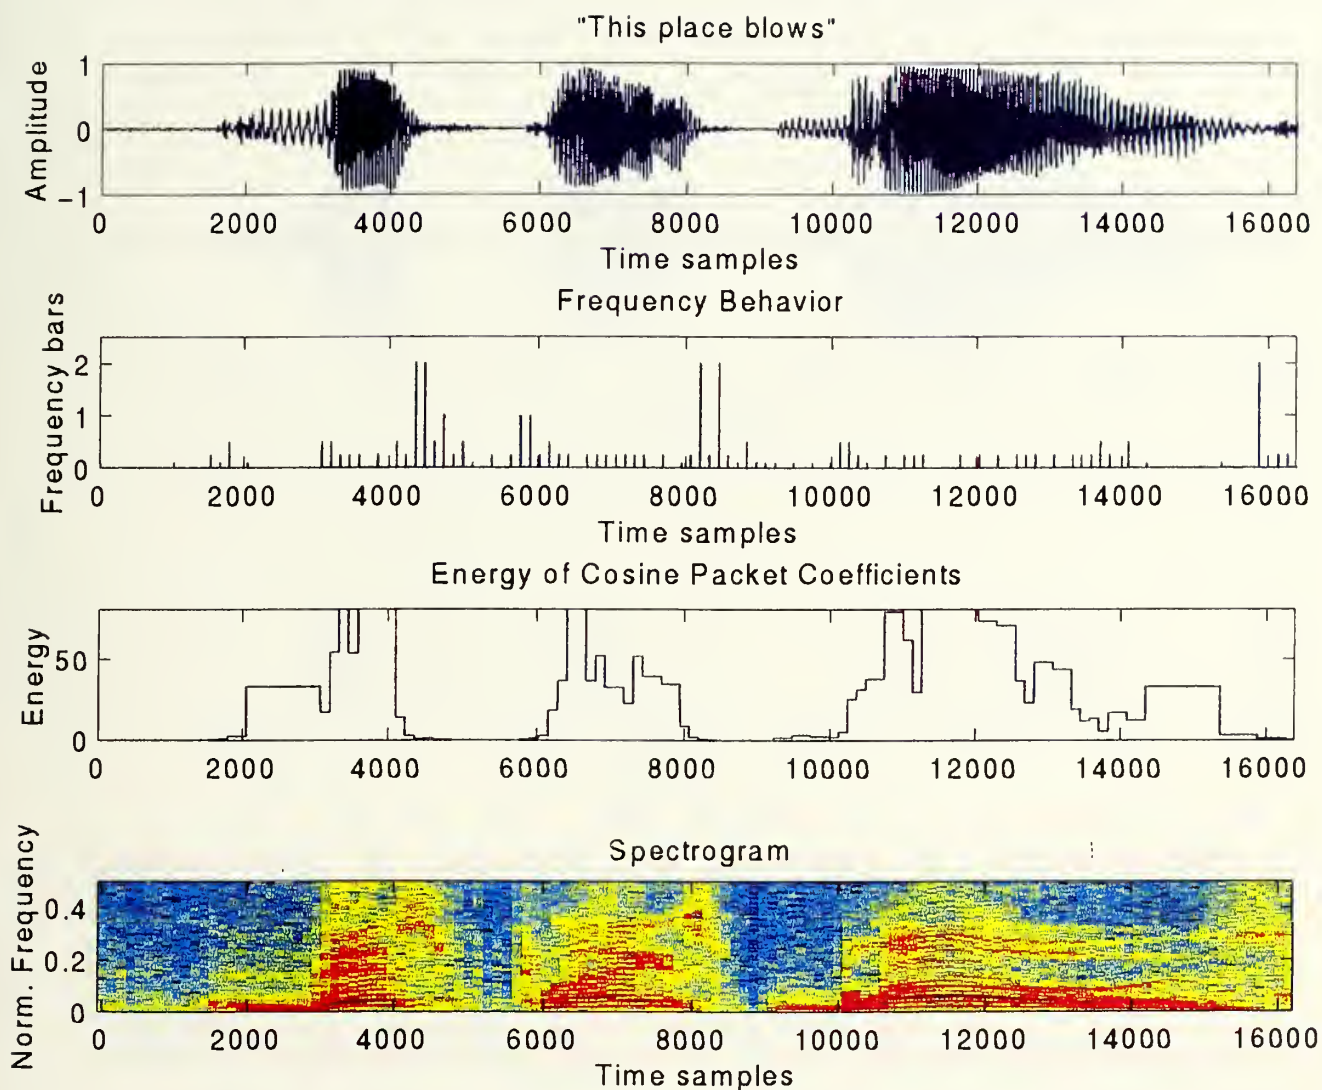 "This place blows"
Amplitude
1
0
-1
0 2000 4000 6000 8000 10000 12000 14000 16000
Time samples
Frequency Behavior
Frequency bars
2
1
0
0 2000 4000 6000 8000 10000 12000 14000 16000
Time samples
Energy of Cosine Packet Coefficients
Energy
50
0
0 2000 4000 6000 8000 10000 12000 14000 16000
Spectrogram
Norm. Frequency
0.4
0.2
0
0 2000 4000 6000 8000 10000 12000 14000 16000
Time samples